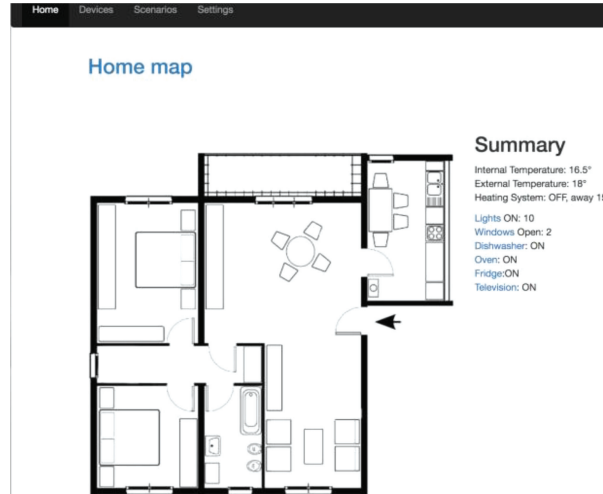 Home Devices Scenarios Settings
Home map
Summary
Internal Temperature: 16.5°
External Temperature: 18°
Heating System: OFF, away
Lights ON: 10
Windows Open: 2
Dishwasher: ON
Oven: ON
Fridge:ON
Television: ON